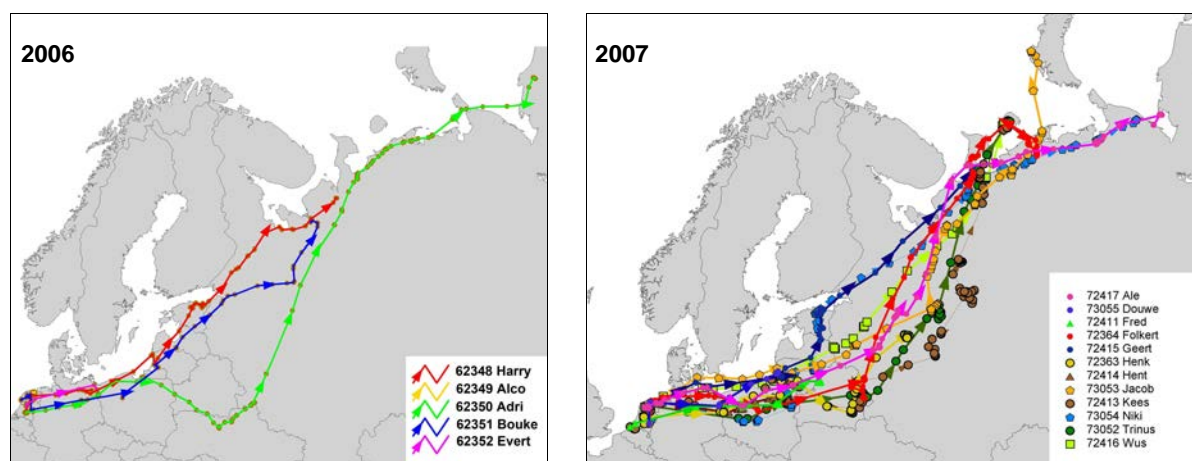 2006
62348 Harry
62349 Alco
62350 Adri
62351 Bouke
62352 Evert
2007
72417 Ale
73055 Douwe
72411 Fred
72364 Folkert
72415 Geert
72363 Henk
72414 Hent
73053 Jacob
72413 Kees
73054 Niki
73052 Trinus
72416 Wus